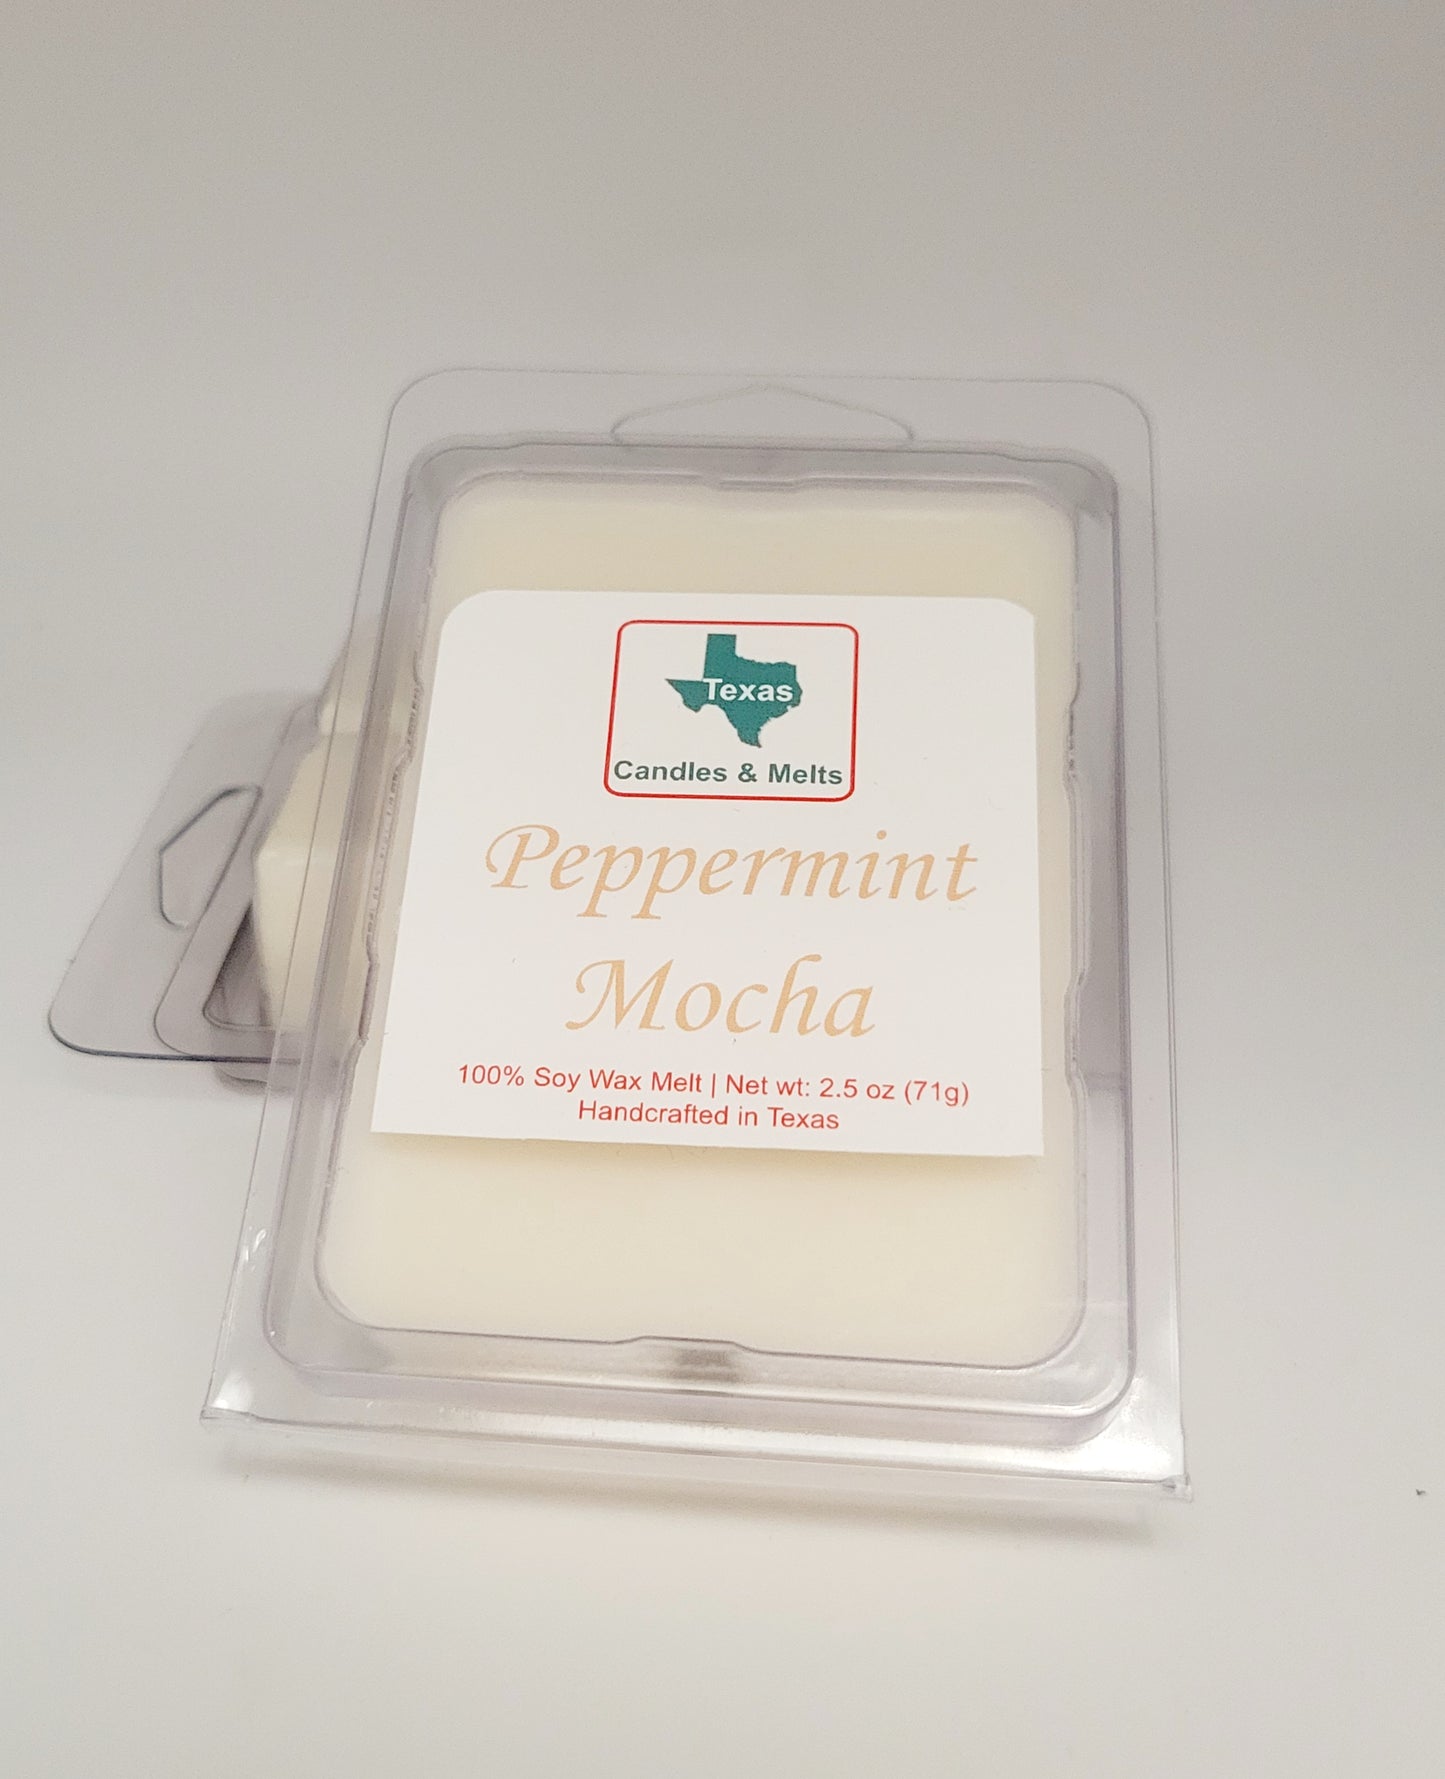 Texas
Candles & Melts
Peppermint
Mocha
100% Soy Wax Melt | Net wt: 2.5 oz (71g)
Handcrafted in Texas